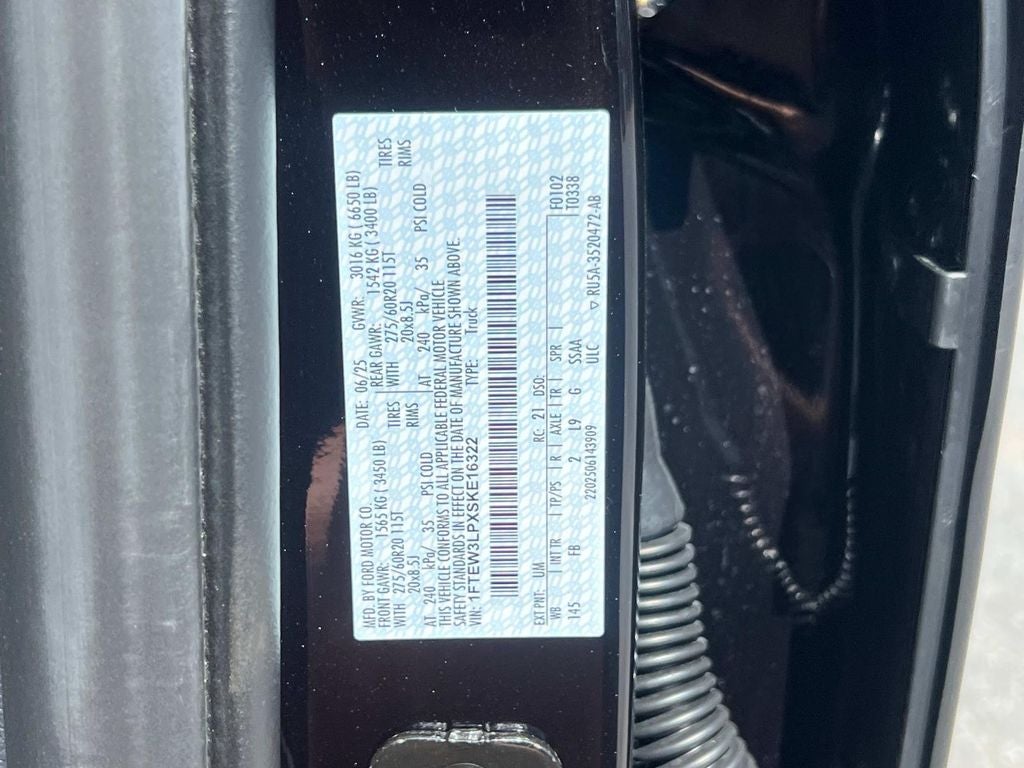 MFD. BY FORD MOTOR CO. DATE: 06/25 GVWR: 3016 KG ( 6650 LB)
FRONT GAWR: 1565 KG ( 3450 LB) REAR GAWR: 1542 KG ( 3400 LB)
WITH 275/60R20 115T TIRES WITH 275/60R20 115T TIRES
20x8.5J RIMS 20x8.5J RIMS
AT 240 kPa/ 35 PSI COLD AT 240 kPa/ 35 PSI COLD
THIS VEHICLE CONFORMS TO ALL APPLICABLE FEDERAL MOTOR VEHICLE
SAFETY STANDARDS IN EFFECT ON THE DATE OF MANUFACTURE SHOWN ABOVE.
VIN: 1FTEW3LPXSKE16322 TYPE: Truck
EXT PNT: UM RC: 21 DSO: F0102
WB INT TR TP/PS R AXLE TR SPR T0338
145 FB 2 L9 G SSAA
2202506143909 ULC ▽ RU5A-3520472-AB